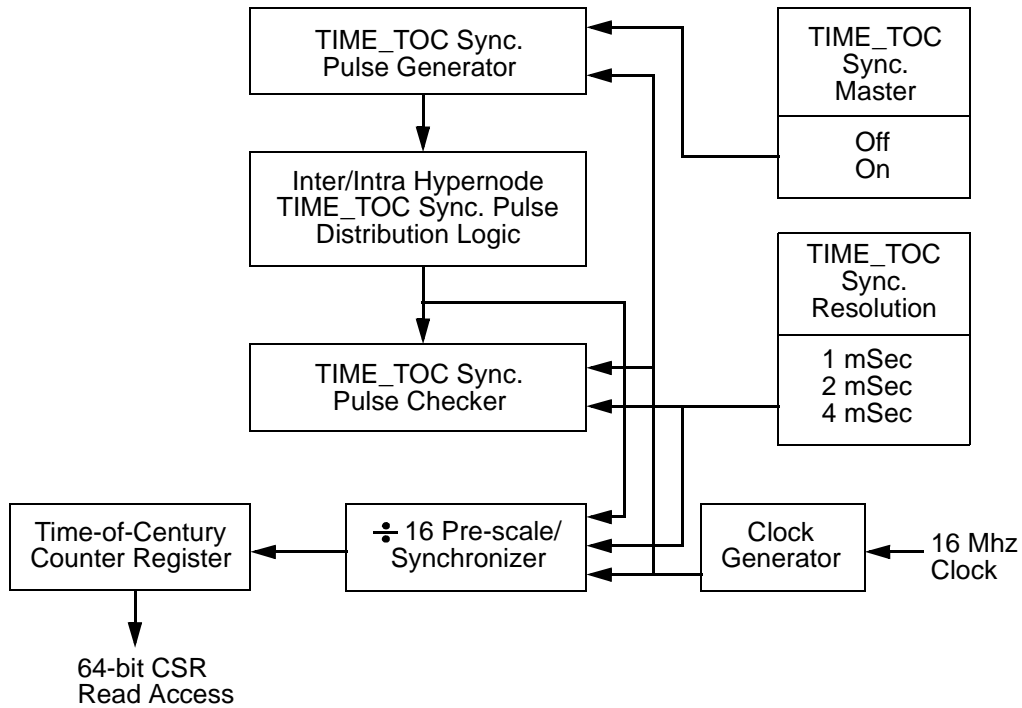 TIME_TOC Sync.
Pulse Generator
TIME_TOC
Sync.
Master
Off
On
Inter/Intra Hypernode
TIME_TOC Sync. Pulse
Distribution Logic
TIME_TOC
Sync.
Resolution
1 mSec
2 mSec
4 mSec
TIME_TOC Sync.
Pulse Checker
Time-of-Century
Counter Register
÷ 16 Pre-scale/
Synchronizer
Clock
Generator
16 Mhz
Clock
64-bit CSR
Read Access